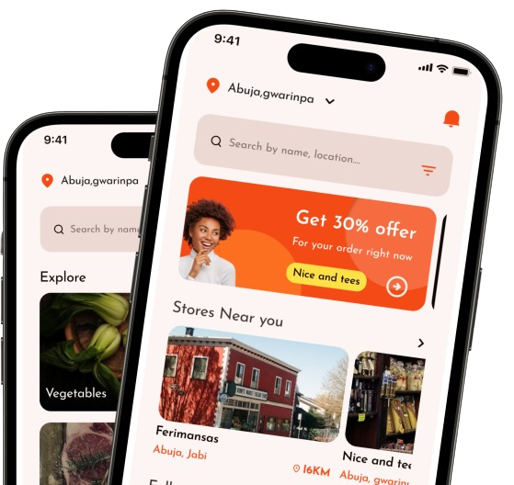 9:41
Abuja,gwarinpa
Search by name
Explore
Vegetables
9:41
Abuja,gwarinpa
Search by name, location...
Get 30% offer
For your order right now
Nice and tees
Stores Near you
Ferimansas
Abuja, Jabi
16KM
Nice and tee
Abuja, gwarin